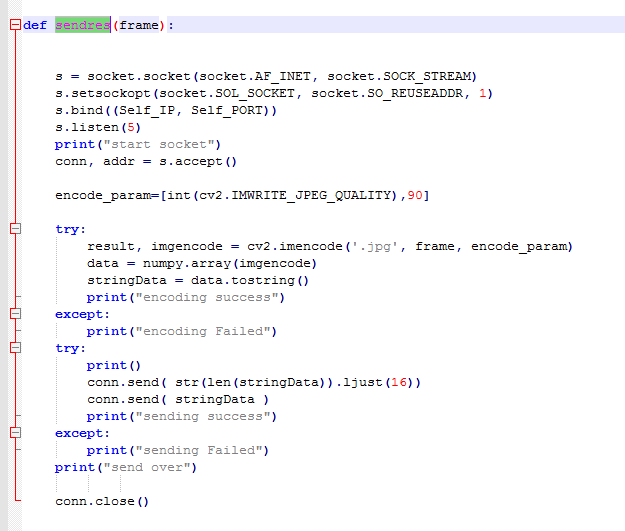 def sendres(frame):
s = socket.socket(socket.AF_INET, socket.SOCK_STREAM)
s.setsockopt(socket.SOL_SOCKET, socket.SO_REUSEADDR, 1)
s.bind((Self_IP, Self_PORT))
s.listen(5)
print("start socket")
conn, addr = s.accept()
encode_param=[int(cv2.IMWRITE_JPEG_QUALITY),90]
try:
result, imgencode = cv2.imencode('.jpg', frame, encode_param)
data = numpy.array(imgencode)
stringData = data.tostring()
print("encoding success")
except:
print("encoding Failed")
try:
print()
conn.send( str(len(stringData)).ljust(16))
conn.send( stringData )
print("sending success")
except:
print("sending Failed")
print("send over")
conn.close()